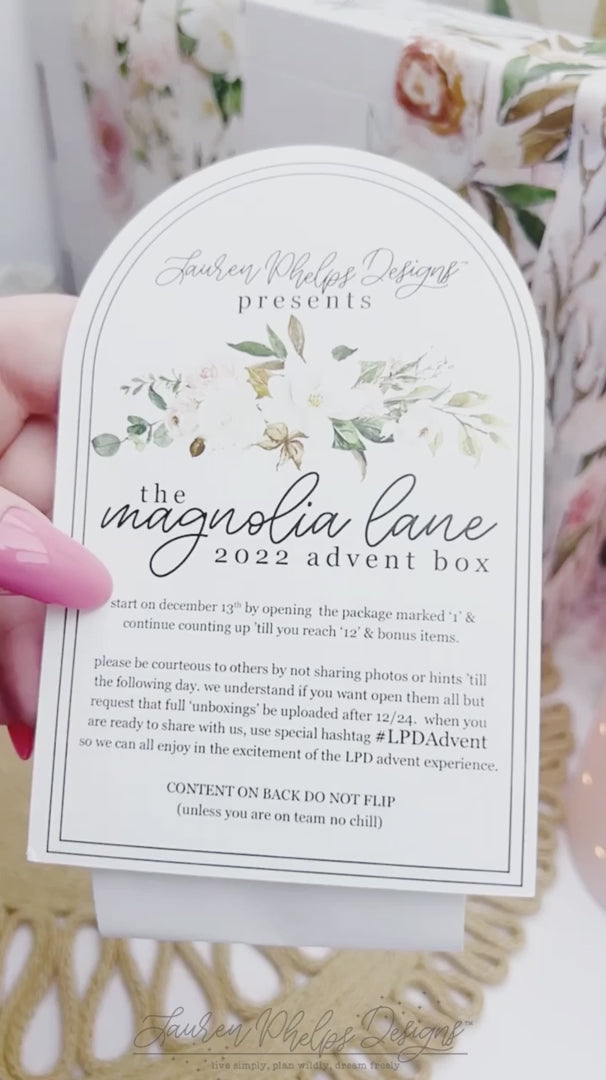 Lauren Phelps Designs™
presents
the
magnolia lane
2022 advent box
start on december 13th by opening the package marked '1' &
continue counting up 'till you reach '12' & bonus items.
please be courteous to others by not sharing photos or hints 'till
the following day. we understand if you want open them all but
request that full 'unboxings' be uploaded after 12/24. when you
are ready to share with us, use special hashtag #LPDAdvent
so we can all enjoy in the excitement of the LPD advent experience.
CONTENT ON BACK DO NOT FLIP
(unless you are on team no chill)
Lauren Phelps Designs™
live simply, plan wildly, dream freely